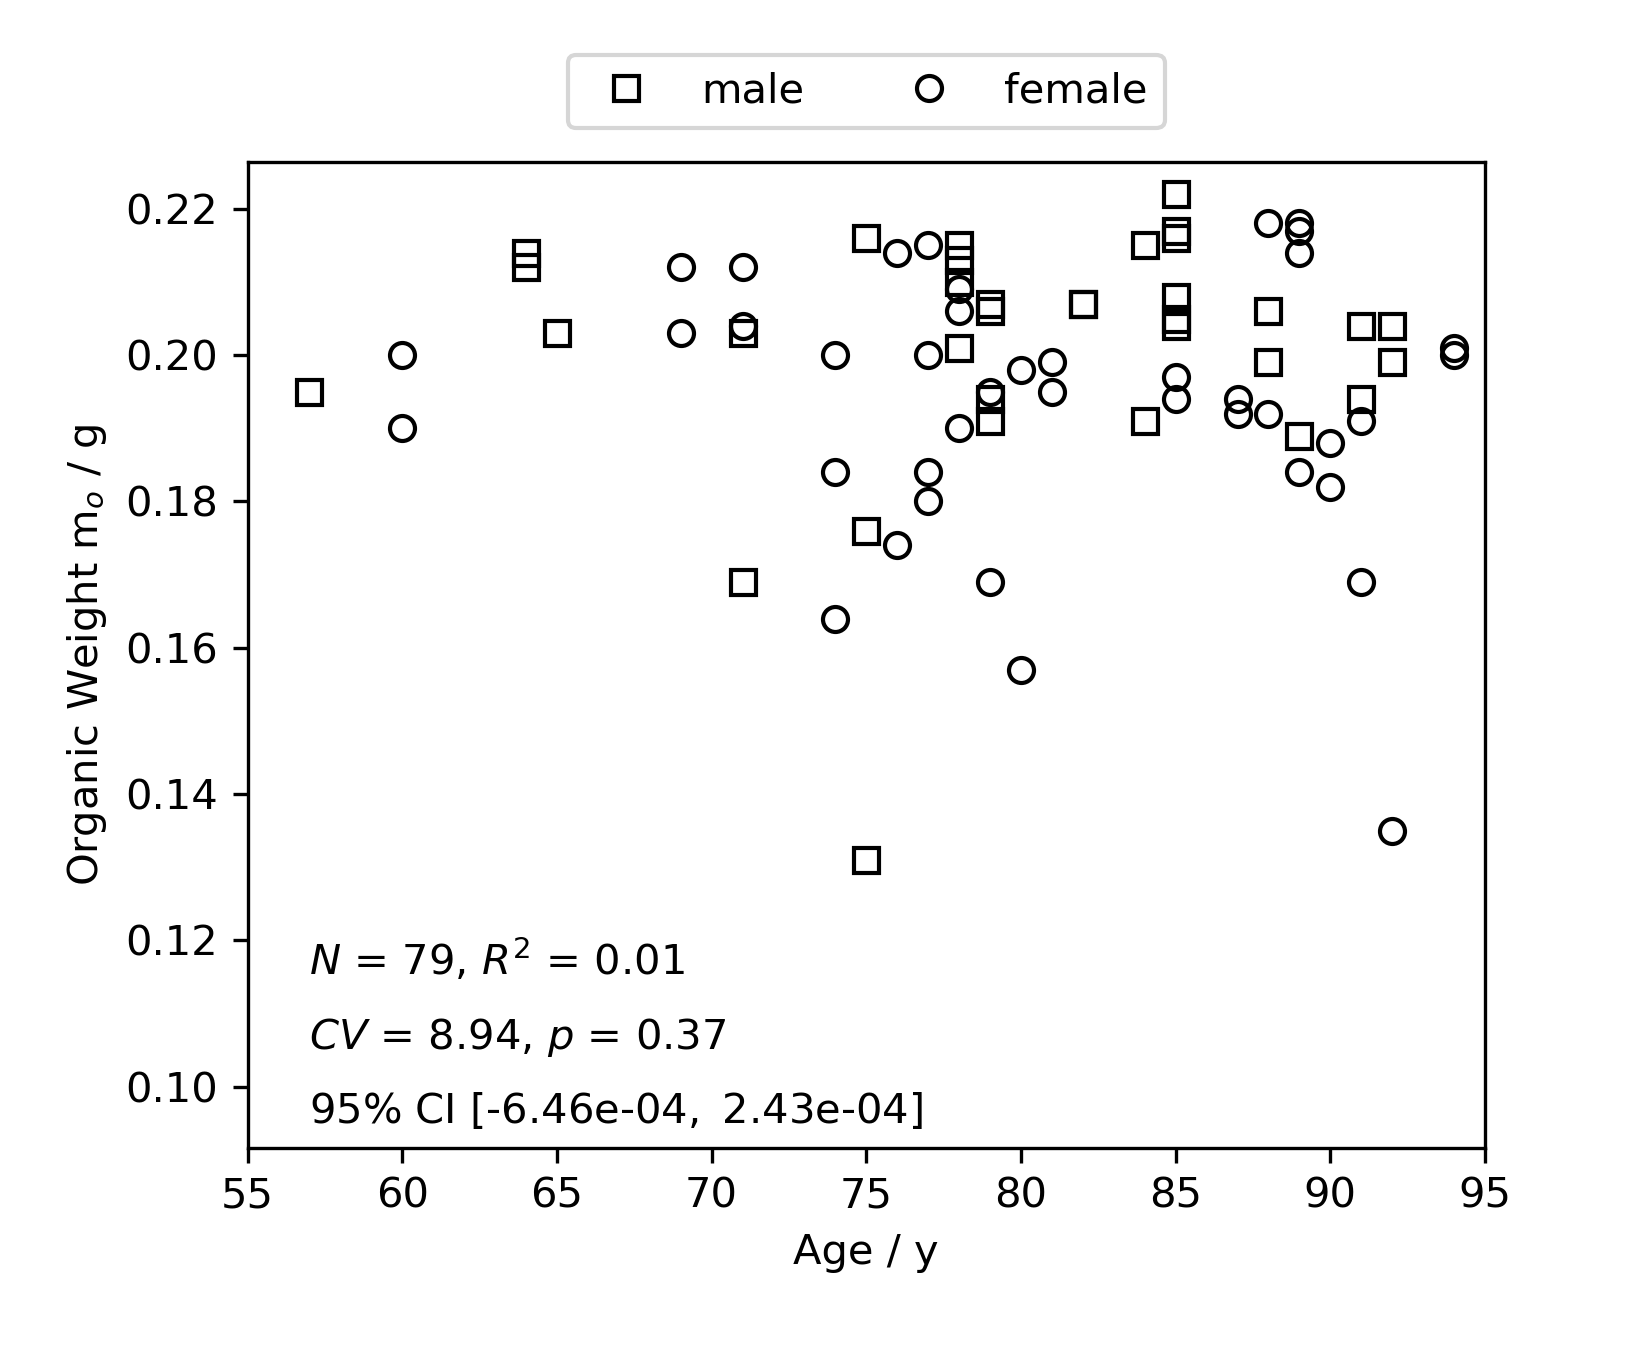 male female
0.22
0.20
0.18
0.16
0.14
0.12
0.10
Organic Weight mₒ / g
N = 79, R² = 0.01
CV = 8.94, p = 0.37
95% CI [-6.46e-04, 2.43e-04]
55 60 65 70 75 80 85 90 95
Age / y